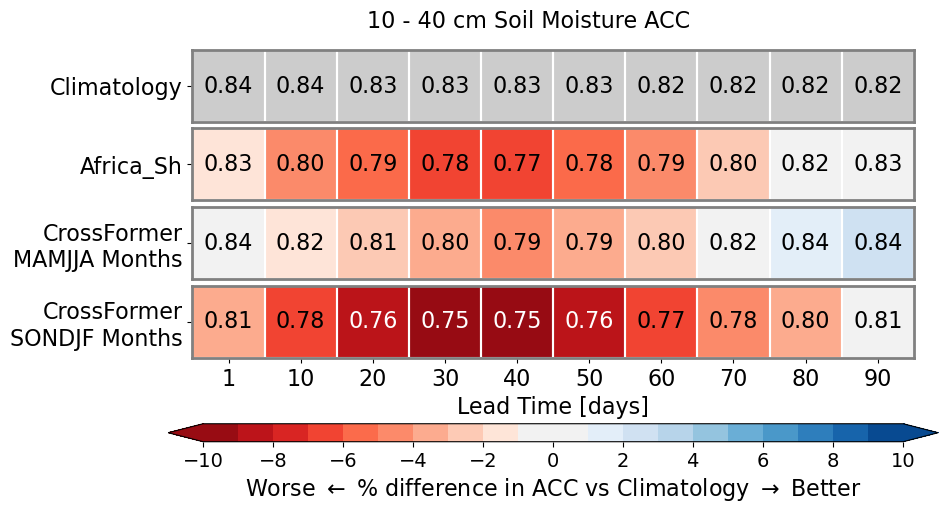 10 - 40 cm Soil Moisture ACC
Climatology 0.84 0.84 0.83 0.83 0.83 0.83 0.82 0.82 0.82 0.82
Africa_Sh 0.83 0.80 0.79 0.78 0.77 0.78 0.79 0.80 0.82 0.83
CrossFormer
MAMJJA Months 0.84 0.82 0.81 0.80 0.79 0.79 0.80 0.82 0.84 0.84
CrossFormer
SONDJF Months 0.81 0.78 0.76 0.75 0.75 0.76 0.77 0.78 0.80 0.81
1 10 20 30 40 50 60 70 80 90
Lead Time [days]
−10 −8 −6 −4 −2 0 2 4 6 8 10
Worse ← % difference in ACC vs Climatology → Better